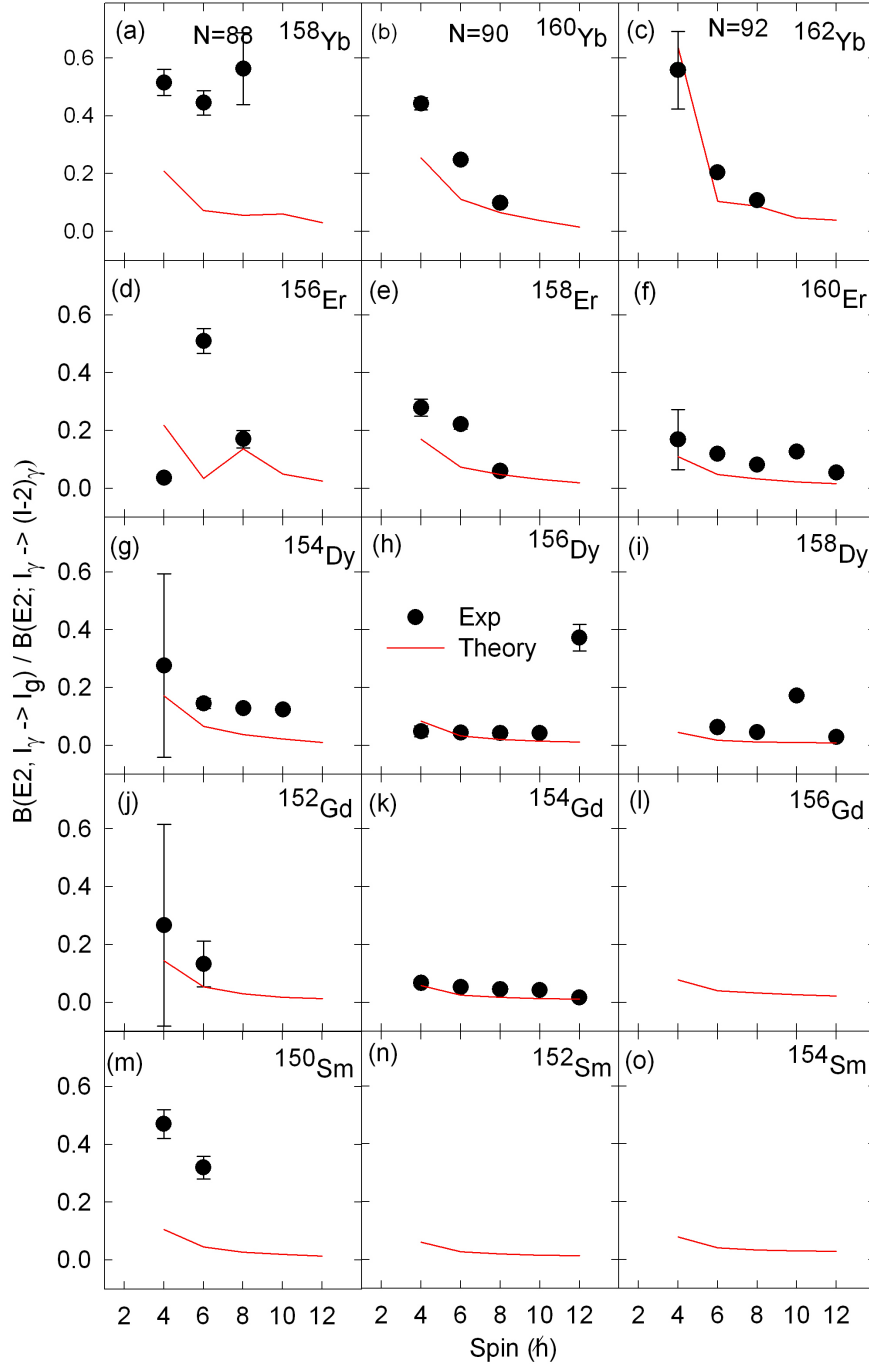 (a) N=88 ¹⁵⁸Yb (b) N=90 ¹⁶⁰Yb (c) N=92 ¹⁶²Yb
0.6
0.4
0.2
0.0
(d) ¹⁵⁶Er (e) ¹⁵⁸Er (f) ¹⁶⁰Er
0.6
0.4
0.2
0.0
B(E2, I_γ -> I_g) / B(E2; I_γ -> (I-2)_γ)
(g) ¹⁵⁴Dy (h) ¹⁵⁶Dy (i) ¹⁵⁸Dy
0.6
Exp
0.4
Theory
0.2
0.0
(j) ¹⁵²Gd (k) ¹⁵⁴Gd (l) ¹⁵⁶Gd
0.6
0.4
0.2
0.0
(m) ¹⁵⁰Sm (n) ¹⁵²Sm (o) ¹⁵⁴Sm
0.6
0.4
0.2
0.0
2 4 6 8 10 12 2 4 6 8 10 12 2 4 6 8 10 12
Spin (ħ)